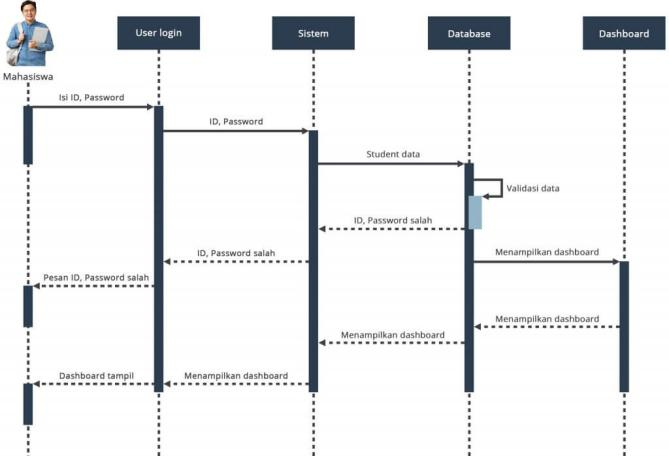 User login
Sistem
Database
Dashboard
Mahasiswa
Isi ID, Password
ID, Password
Student data
Validasi data
ID, Password salah
ID, Password salah
Menampilkan dashboard
Pesan ID, Password salah
Menampilkan dashboard
Menampilkan dashboard
Dashboard tampil
Menampilkan dashboard